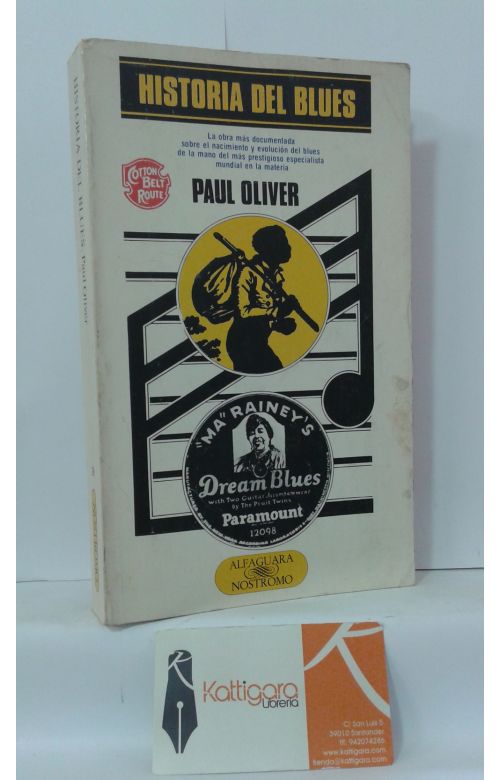 HISTORIA DEL BLUES
La obra más documentada
sobre el nacimiento y evolución del blues
de la mano del más prestigioso especialista
mundial en la materia
COTTON
BELT
ROUTE
PAUL OLIVER
"MA" RAINEY'S
Dream Blues
with Two Guitar Accompaniment
by The Pruit Twins
Paramount
12098
ALFAGUARA
NOSTROMO
HISTORIA DEL BLUES Paul Oliver
Kattigara
Librería
C/ San Luis 5
39010 Santander
tlf: 942074286
www.kattigara.com
tienda@kattigara.com